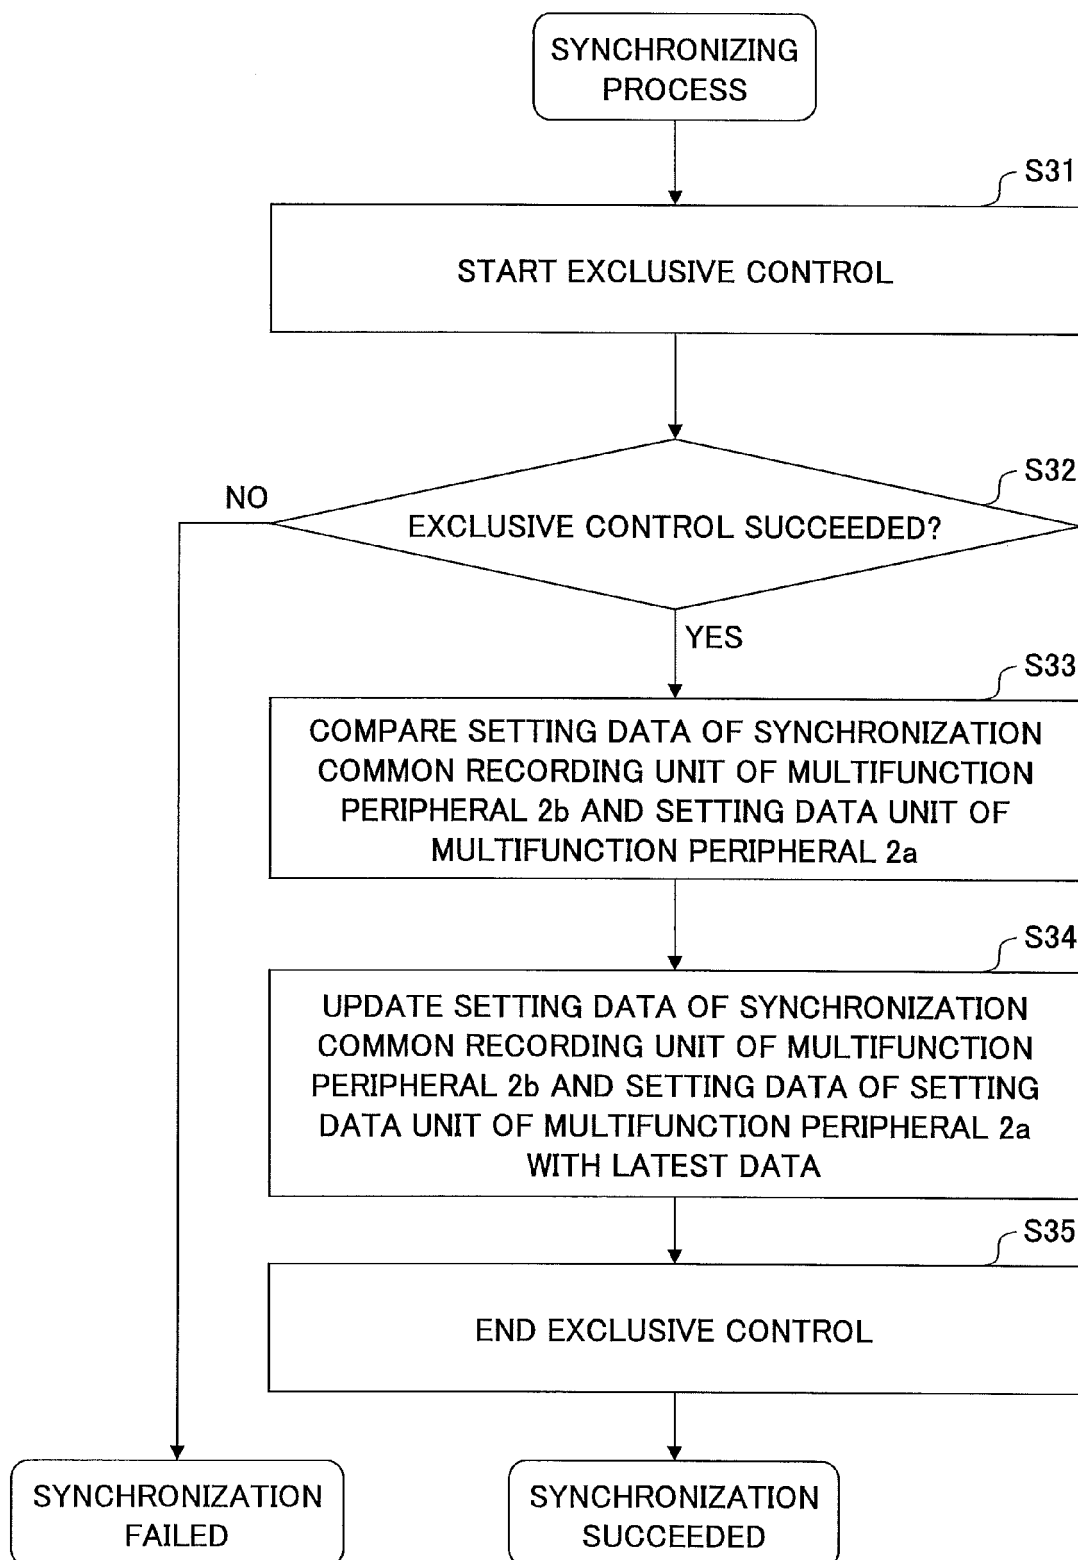 SYNCHRONIZING
PROCESS
S31
START EXCLUSIVE CONTROL
S32
NO
EXCLUSIVE CONTROL SUCCEEDED?
YES
S33
COMPARE SETTING DATA OF SYNCHRONIZATION
COMMON RECORDING UNIT OF MULTIFUNCTION
PERIPHERAL 2b AND SETTING DATA UNIT OF
MULTIFUNCTION PERIPHERAL 2a
S34
UPDATE SETTING DATA OF SYNCHRONIZATION
COMMON RECORDING UNIT OF MULTIFUNCTION
PERIPHERAL 2b AND SETTING DATA OF SETTING
DATA UNIT OF MULTIFUNCTION PERIPHERAL 2a
WITH LATEST DATA
S35
END EXCLUSIVE CONTROL
SYNCHRONIZATION
FAILED
SYNCHRONIZATION
SUCCEEDED